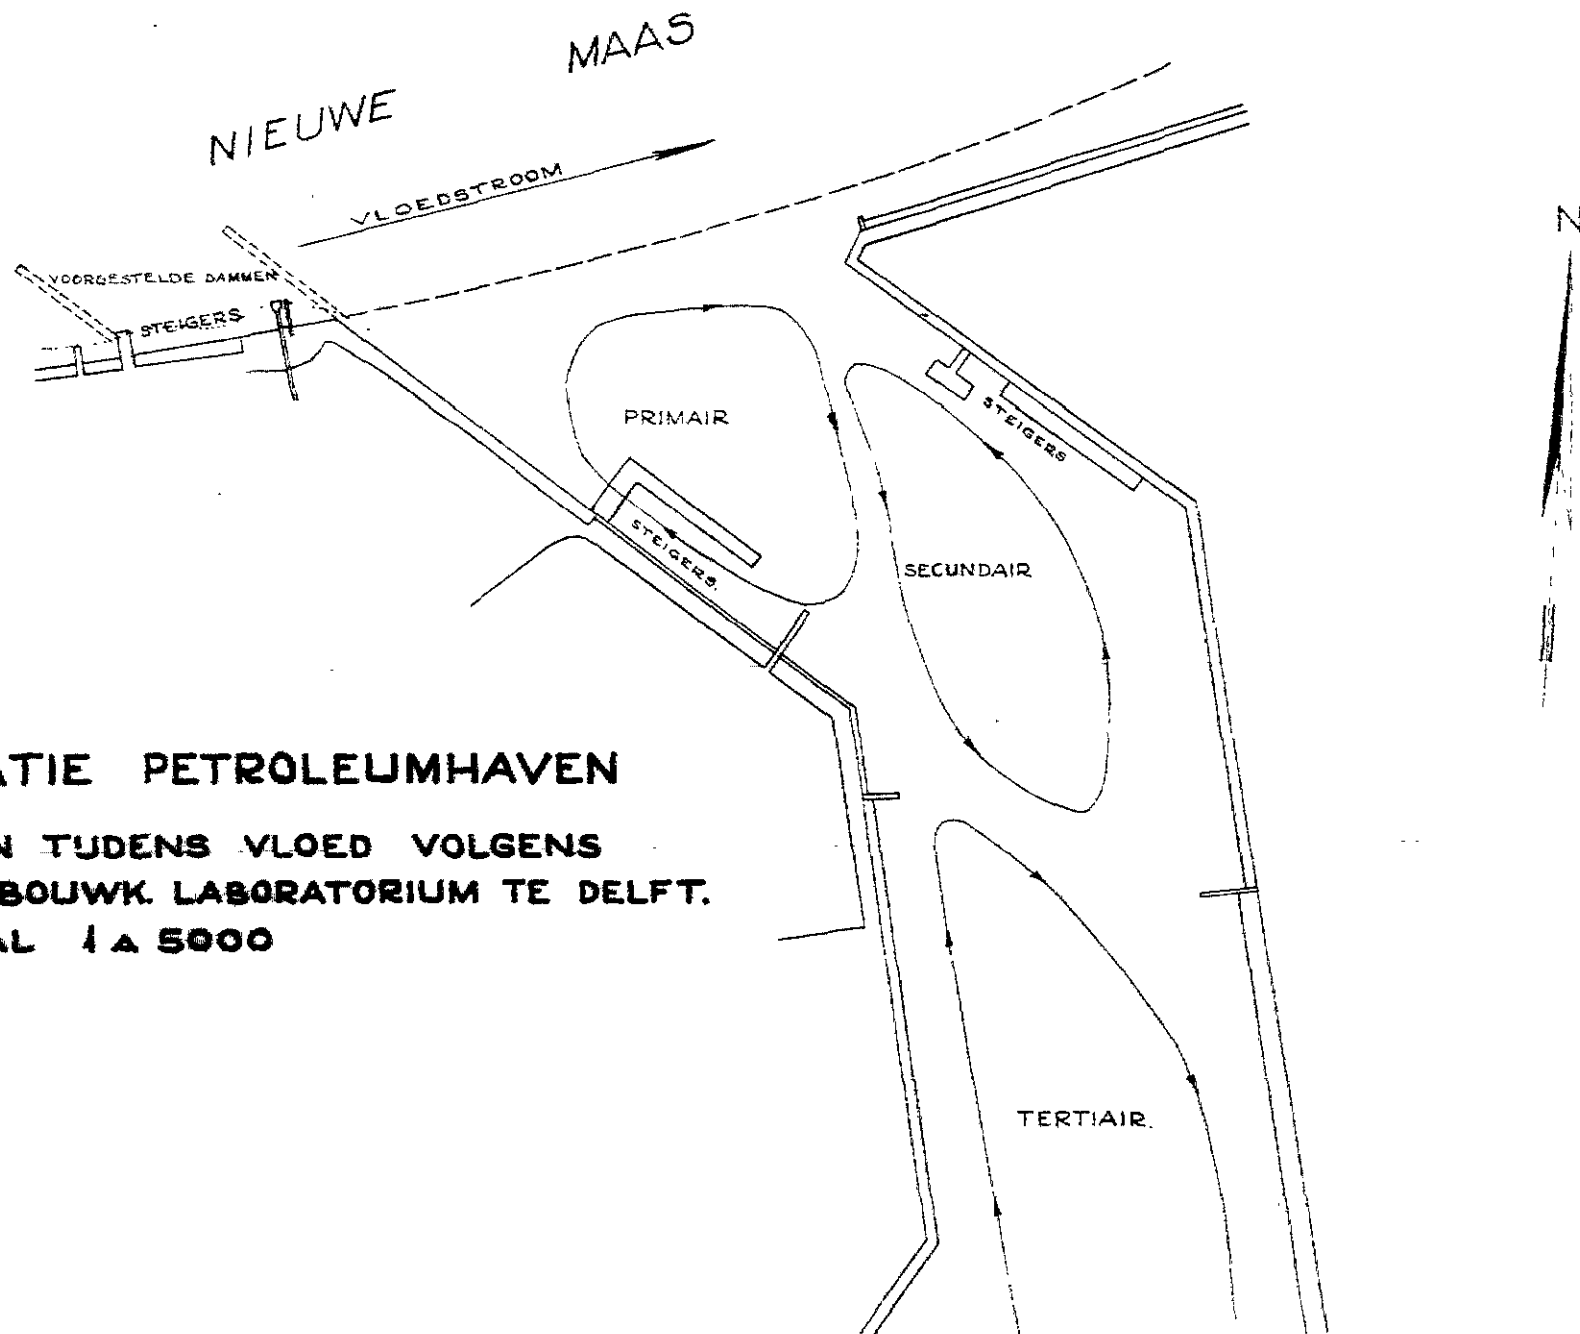 MAAS
NIEUWE
VLOEDSTROOM
N
VOORGESTELDE DAMMEN
STEIGERS
PRIMAIR
STEIGERS
STEIGERS.
SECUNDAIR
ATIE PETROLEUMHAVEN
N TIJDENS VLOED VOLGENS
BOUWK. LABORATORIUM TE DELFT.
AL 1 A 5000
TERTIAIR.